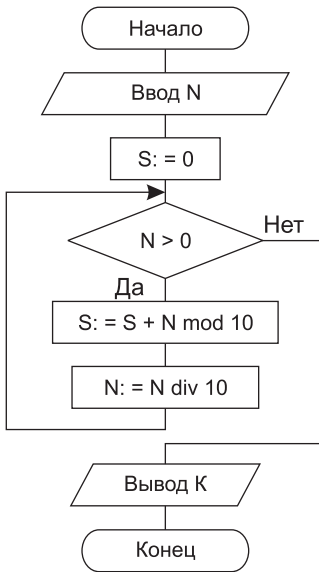 Начало
Ввод N
S: = 0
N > 0
Нет
Да
S: = S + N mod 10
N: = N div 10
Вывод K
Конец